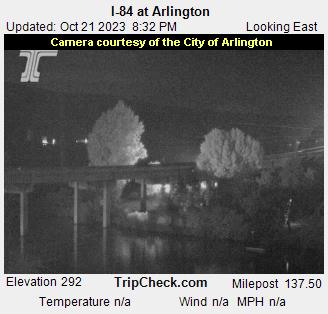 I-84 at Arlington
Updated: Oct 21 2023 8:32 PM Looking East
Camera courtesy of the City of Arlington
Elevation 292 TripCheck.com Milepost 137.50
Temperature n/a Wind n/a MPH n/a